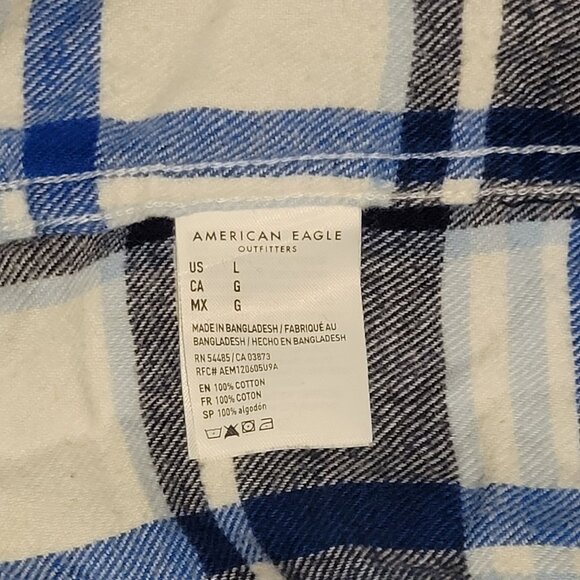 AMERICAN EAGLE
OUTFITTERS
US L
CA G
MX G
MADE IN BANGLADESH / FABRIQUÉ AU
BANGLADESH / HECHO EN BANGLADESH
RN 54485 / CA 03873
RFC# AEM120605U9A
EN 100% COTTON
FR 100% COTON
SP 100% algodón